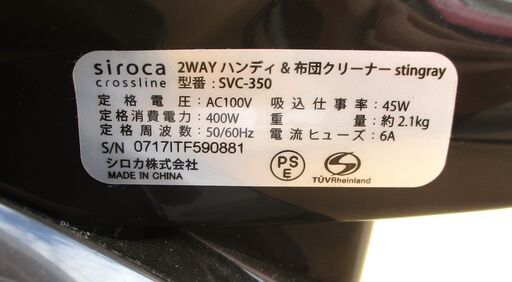 siroca 2WAY ハンディ & 布団クリーナー stingray
crossline 型番 : SVC-350
定格電圧 : AC100V 吸込仕事率 : 45W
定格消費電力 : 400W 重量 : 約 2.1kg
定格周波数 : 50/60Hz 電流ヒューズ : 6A
S/N 0717ITF590881
シロカ株式会社
MADE IN CHINA
PS
E
TÜVRheinland